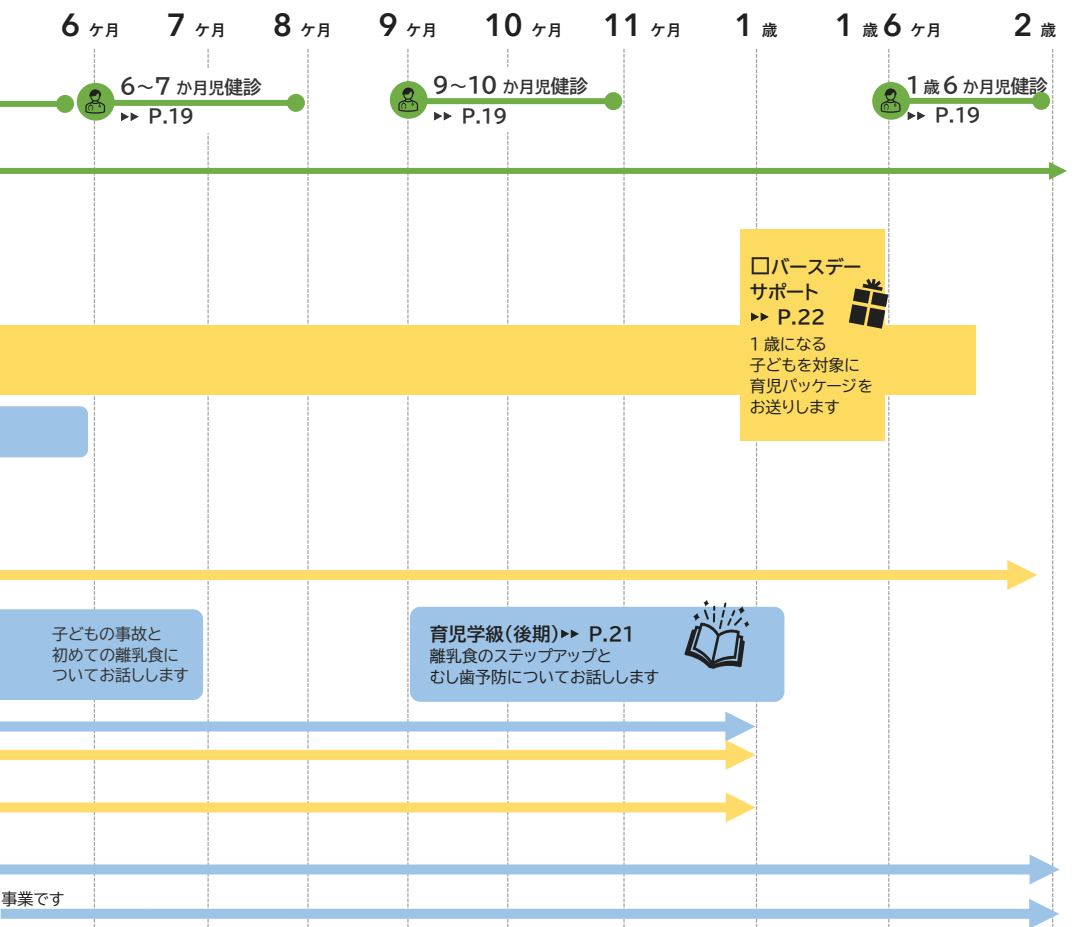 6 ケ月 7 ケ月 8 ケ月 9 ケ月 10 ケ月 11 ケ月 1 歳 1 歳 6 ケ月 2 歳
6〜7 か月児健診
▶▶ P.19
9〜10 か月児健診
▶▶ P.19
1 歳 6 か月児健診
▶▶ P.19
□バースデー
サポート
▶▶ P.22
1 歳になる
子どもを対象に
育児パッケージを
お送りします
子どもの事故と
初めての離乳食に
ついてお話しします
育児学級(後期)▶▶ P.21
離乳食のステップアップと
むし歯予防についてお話しします
事業です